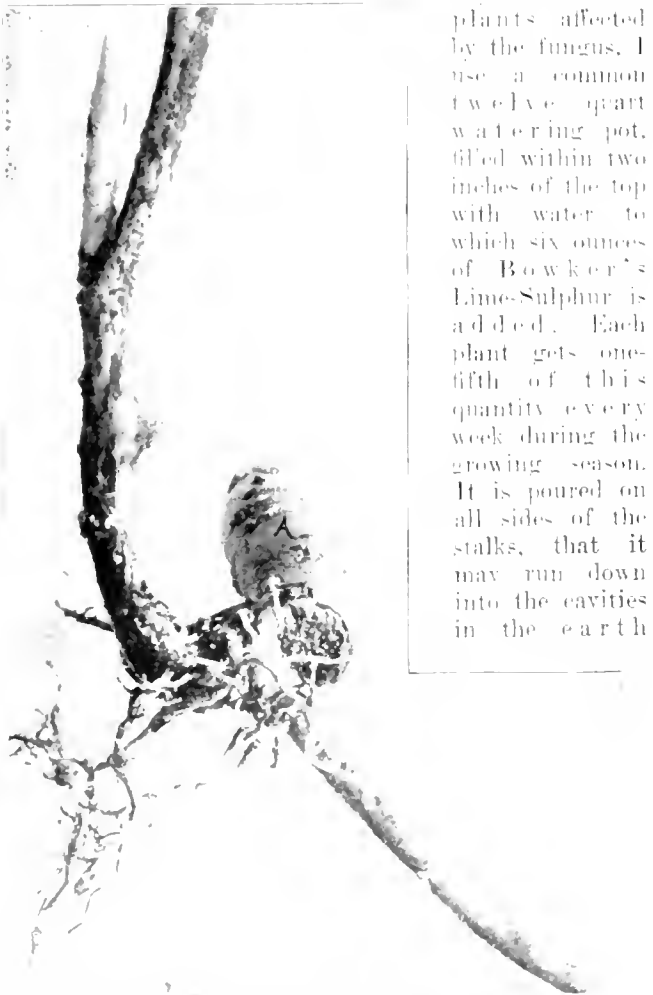 plants affected
by the fungus, I
use a common
twelve quart
watering pot,
filled within two
inches of the top
with water to
which six ounces
of Bowker's
Lime-Sulphur is
added. Each
plant gets one-
fifth of this
quantity every
week during the
growing season.
It is poured on
all sides of the
stalks, that it
may run down
into the cavities
in the earth
A